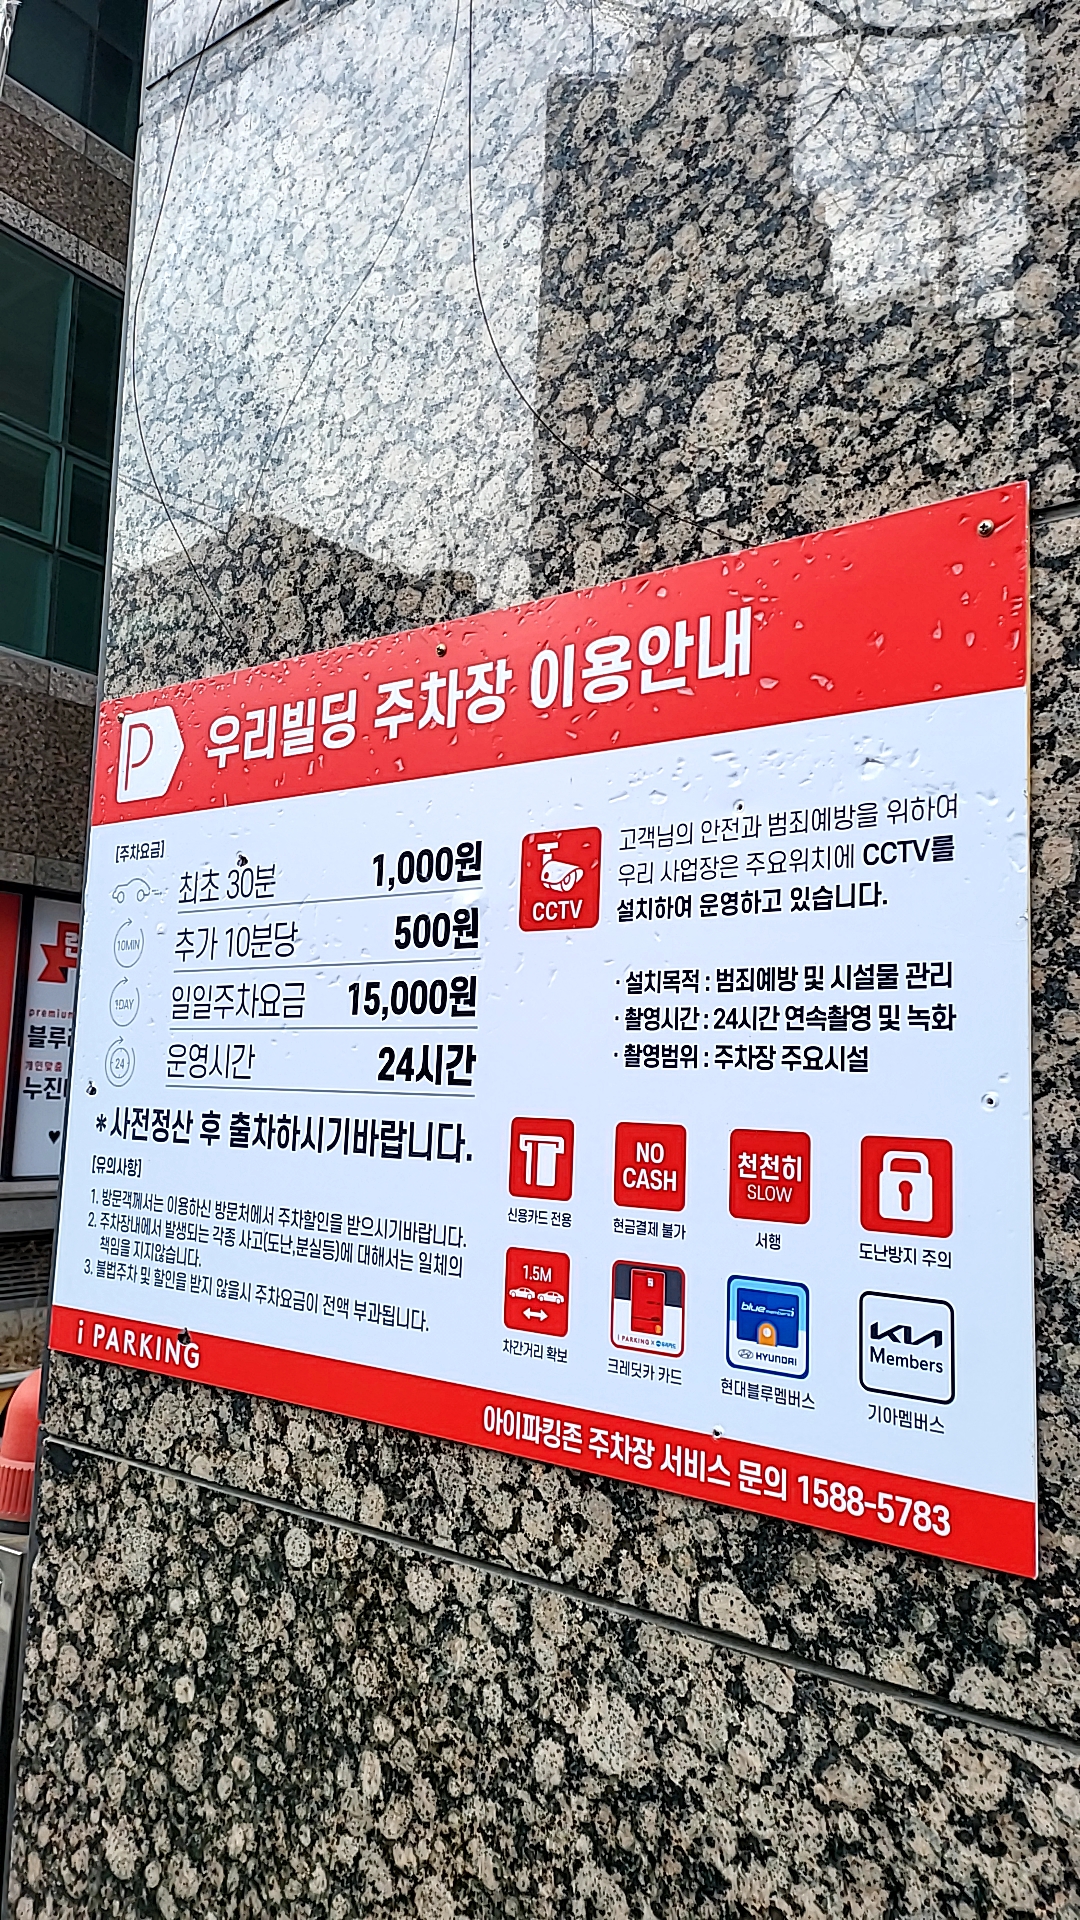 P 우리빌딩 주차장 이용안내
[주차요금]
최초 30분 1,000원
10MIN 추가 10분당 500원
1DAY 일일주차요금 15,000원
24 운영시간 24시간
*사전정산 후 출차하시기바랍니다.
[유의사항]
1. 방문객께서는 이용하신 방문처에서 주차할인을 받으시기바랍니다.
2. 주차장내에서 발생되는 각종 사고(도난,분실등)에 대해서는 일체의
책임을 지지않습니다.
3. 불법주차 및 할인을 받지 않을시 주차요금이 전액 부과됩니다.
CCTV
고객님의 안전과 범죄예방을 위하여
우리 사업장은 주요위치에 CCTV를
설치하여 운영하고 있습니다.
· 설치목적 : 범죄예방 및 시설물 관리
· 촬영시간 : 24시간 연속촬영 및 녹화
· 촬영범위 : 주차장 주요시설
신용카드 전용
NO
CASH
현금결제 불가
천천히
SLOW
서행
도난방지 주의
1.5M
차간거리 확보
i PARKING X
크레딧카 카드
blue members
HYUNDAI
현대블루멤버스
KIA
Members
기아멤버스
i PARKING
아이파킹존 주차장 서비스 문의 1588-5783
premium
블루
개인맞춤
누진